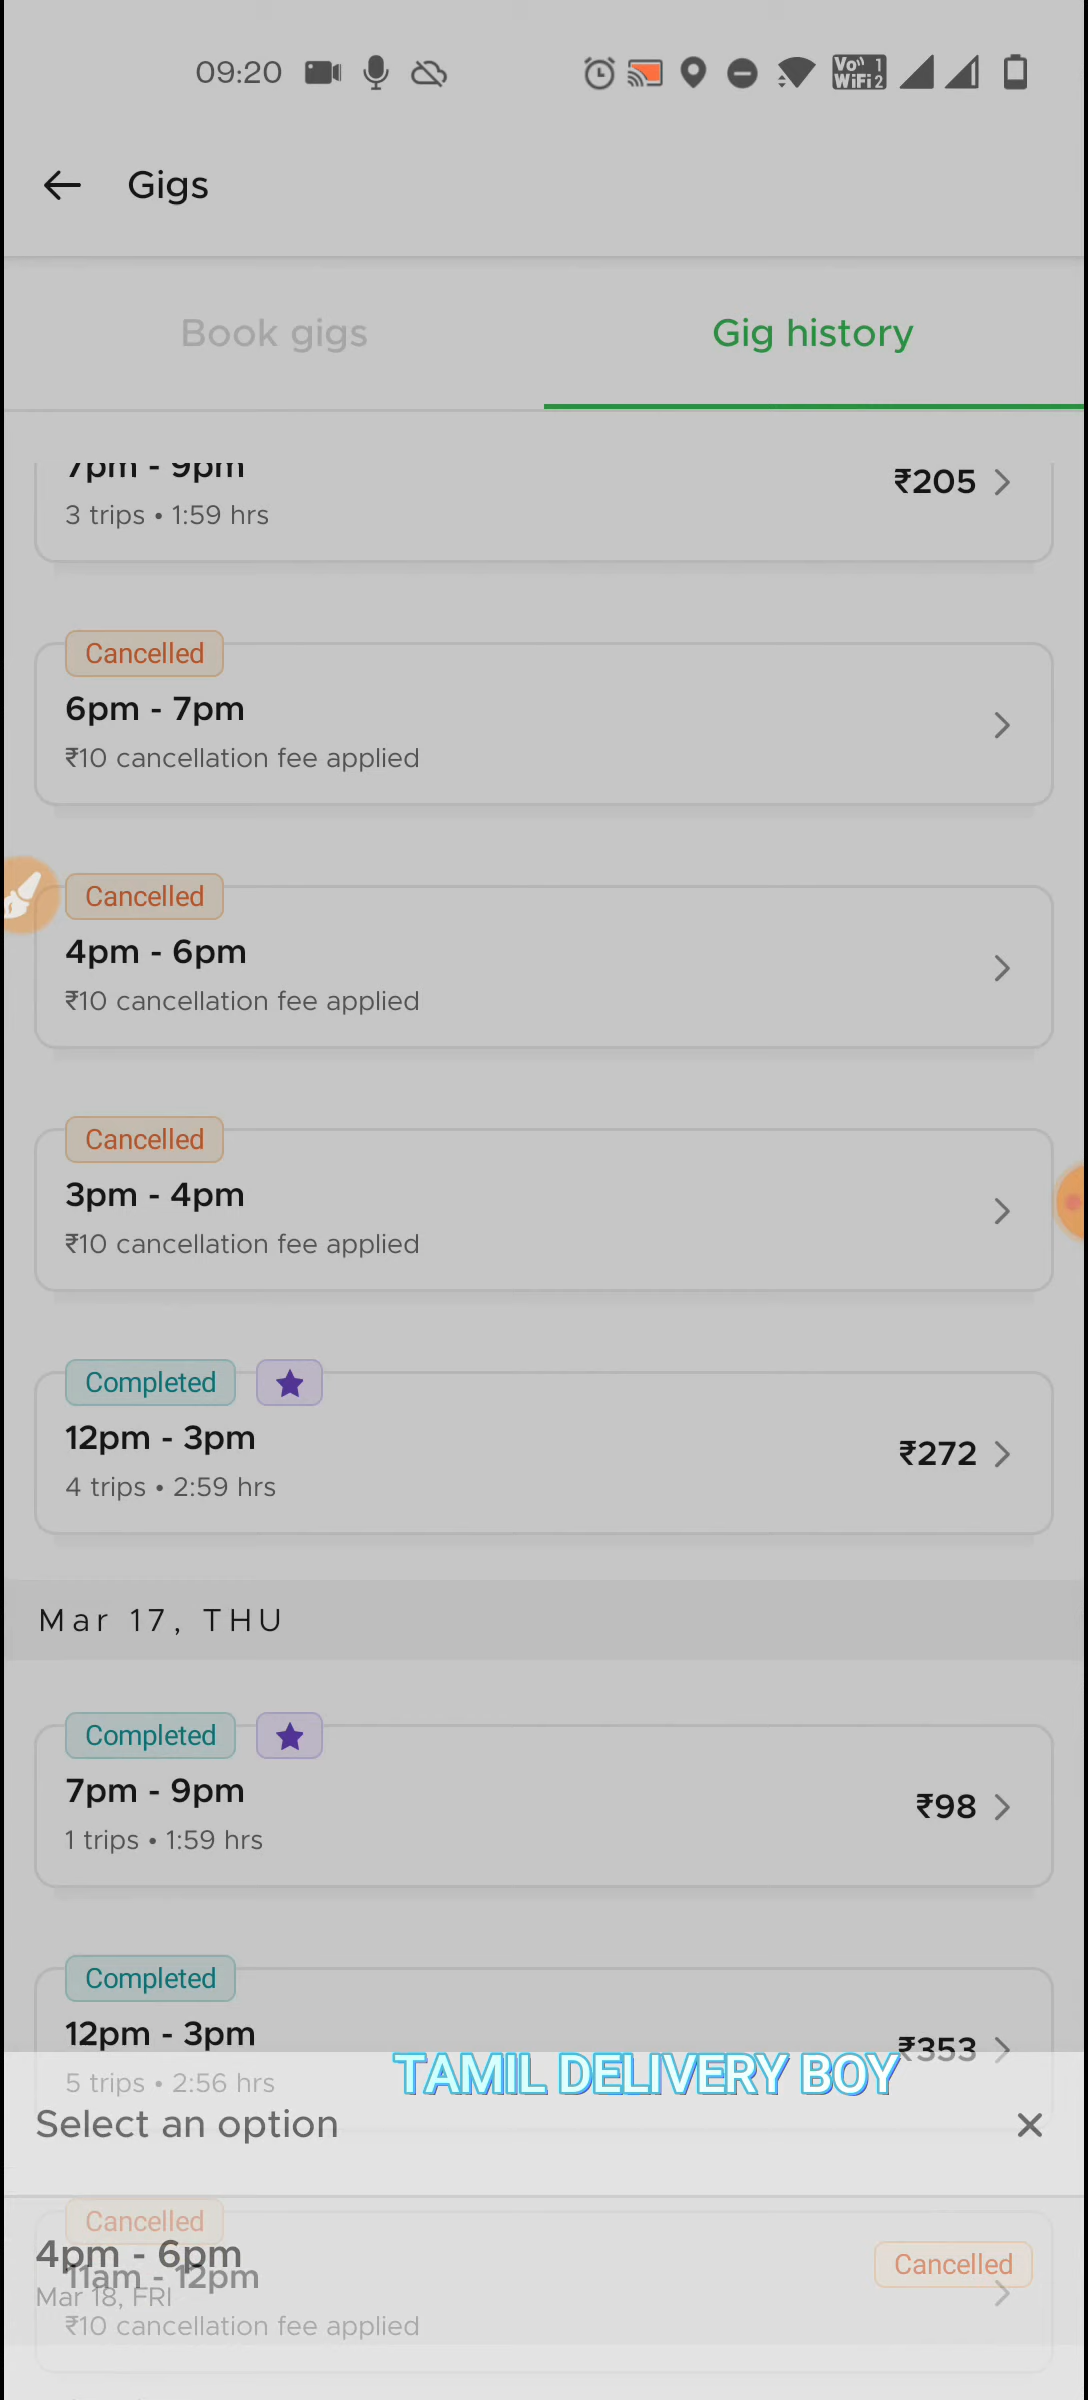 09:20
Vo)) 1
WiFi 2
Gigs
Book gigs
Gig history
7pm - 9pm
₹205
3 trips • 1:59 hrs
Cancelled
6pm - 7pm
₹10 cancellation fee applied
Cancelled
4pm - 6pm
₹10 cancellation fee applied
Cancelled
3pm - 4pm
₹10 cancellation fee applied
Completed
12pm - 3pm
₹272
4 trips • 2:59 hrs
Mar 17, THU
Completed
7pm - 9pm
₹98
1 trips • 1:59 hrs
Completed
12pm - 3pm
₹353
TAMIL DELIVERY BOY
5 trips • 2:56 hrs
Select an option
Cancelled
4pm - 6pm
Cancelled
11am - 12pm
Mar 18, FRI
₹10 cancellation fee applied